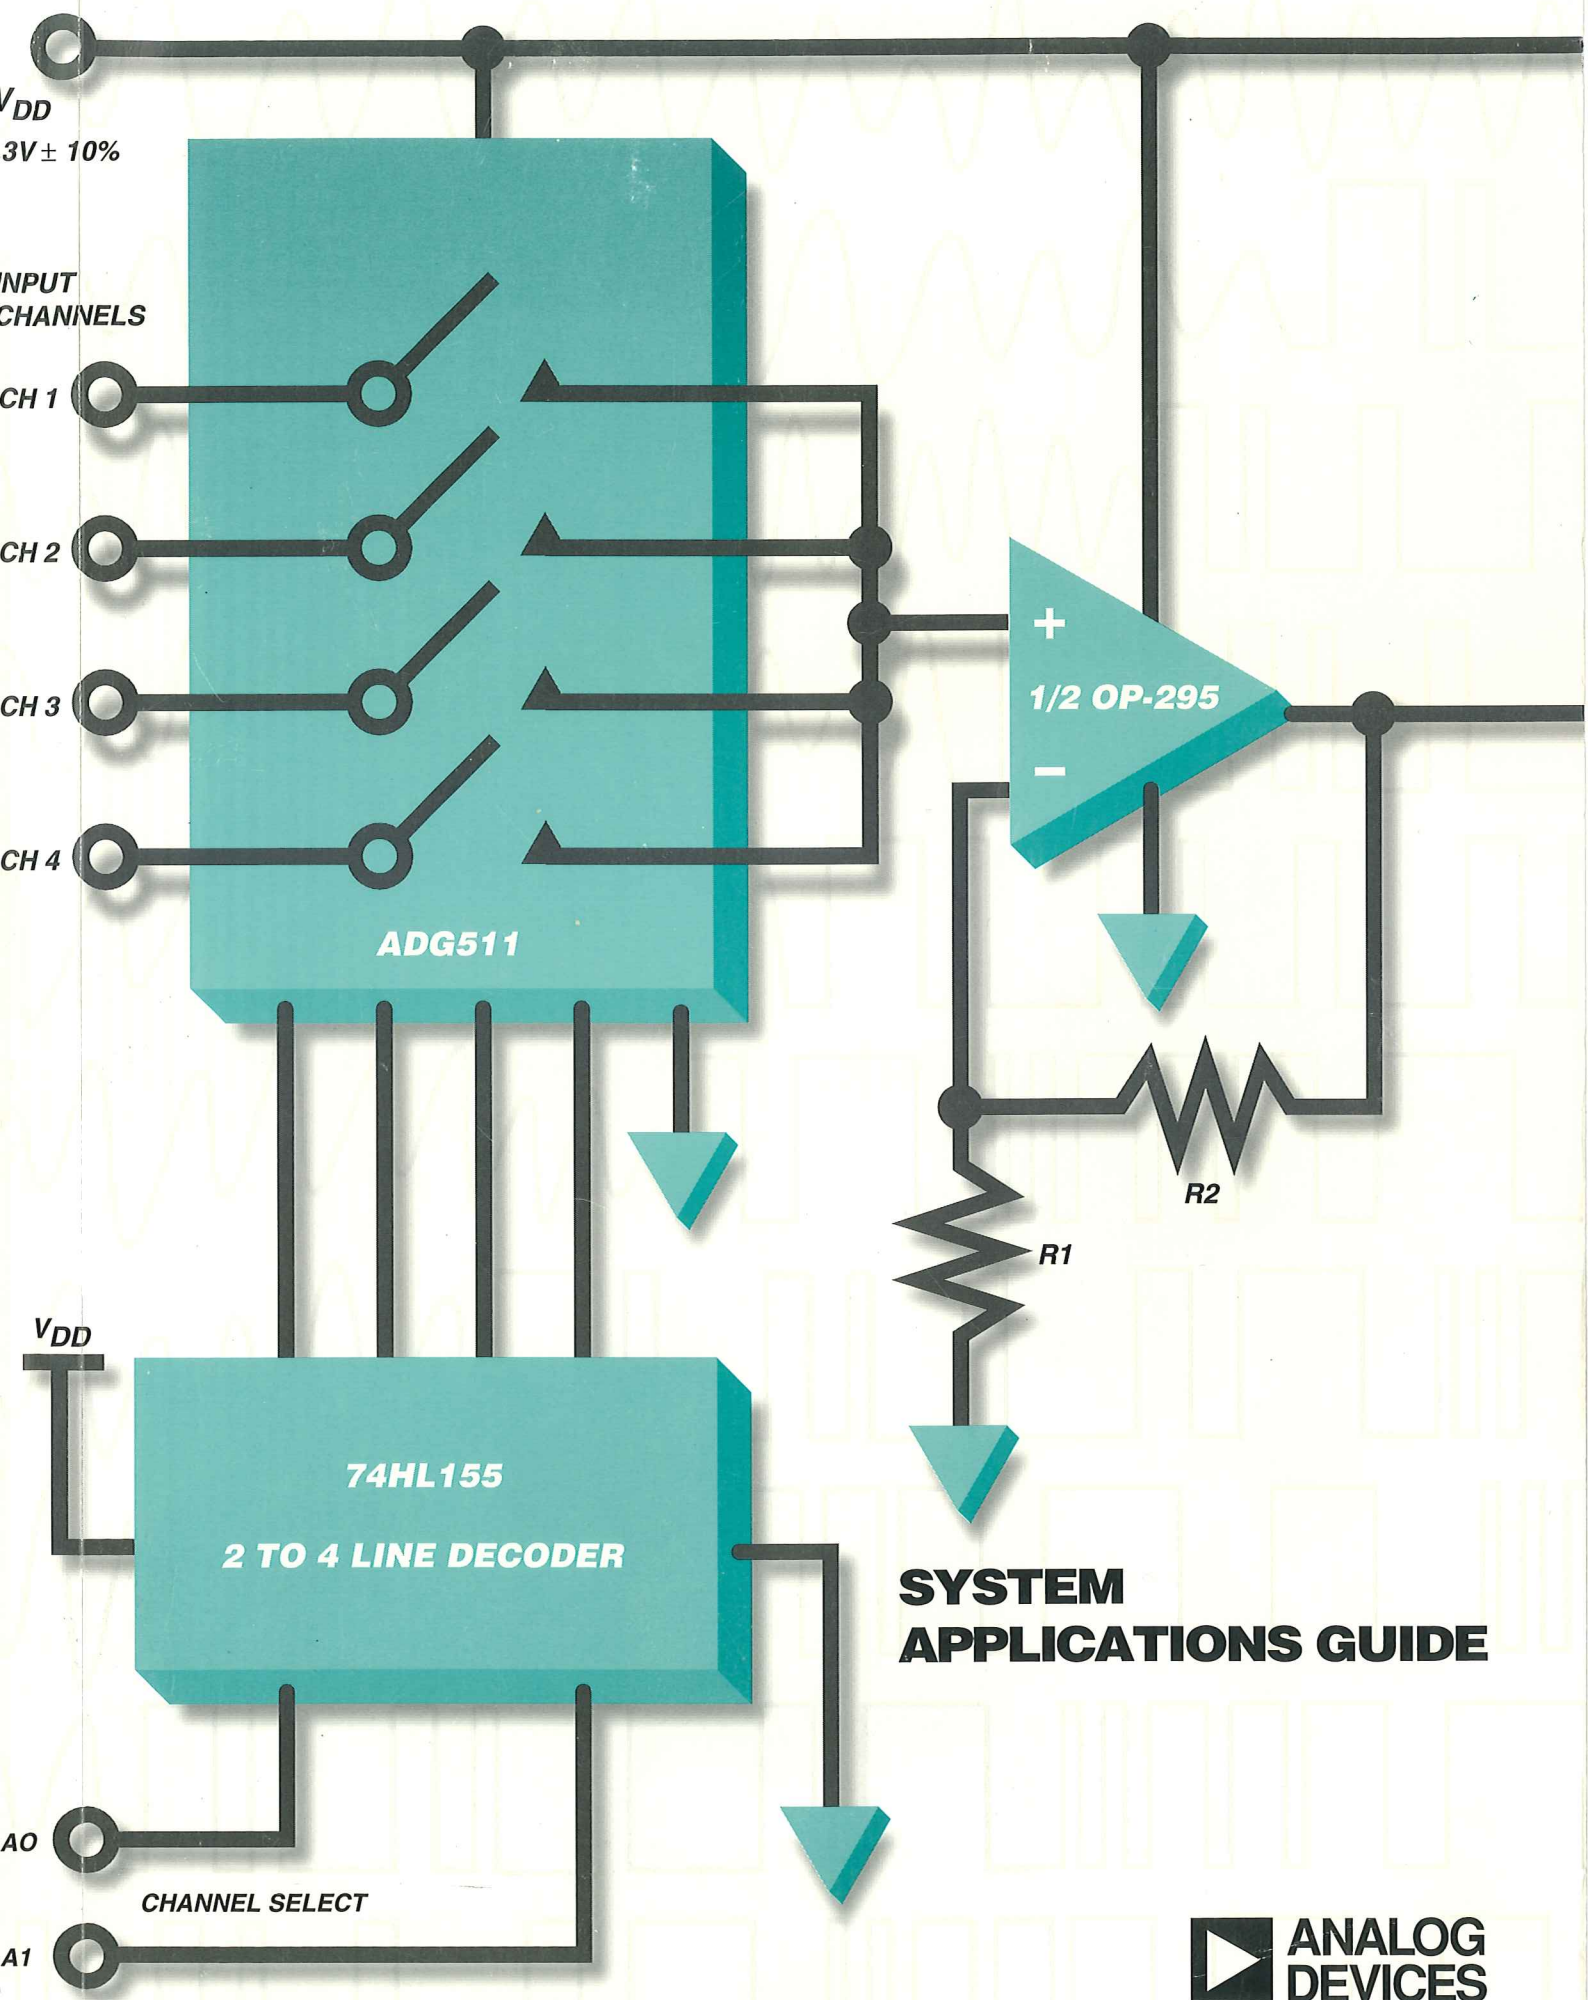 VDD
3V ± 10%
INPUT
CHANNELS
CH 1
CH 2
CH 3
CH 4
+
1/2 OP-295
−
ADG511
R2
R1
VDD
74HL155
2 TO 4 LINE DECODER
SYSTEM
APPLICATIONS GUIDE
A0
CHANNEL SELECT
A1
ANALOG
DEVICES